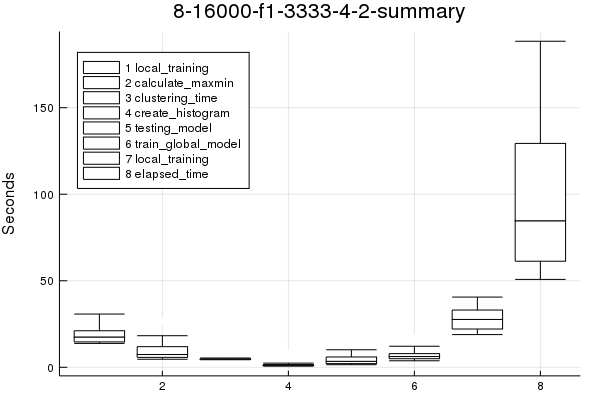 8-16000-f1-3333-4-2-summary
1 local_training
2 calculate_maxmin
3 clustering_time
4 create_histogram
5 testing_model
6 train_global_model
7 local_training
8 elapsed_time
Seconds
150
100
50
0
2 4 6 8